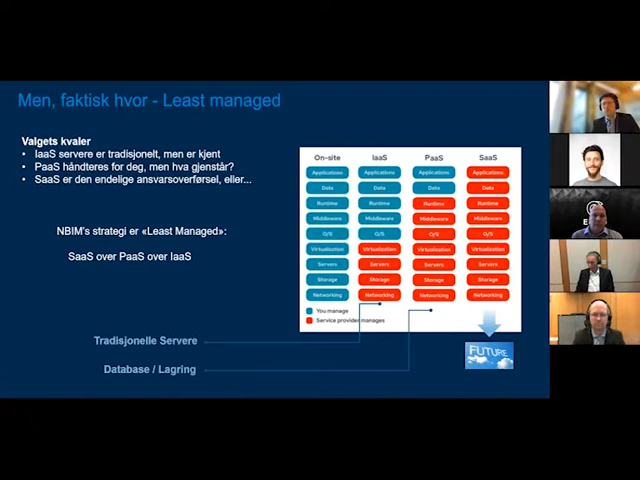 Men, faktisk hvor - Least managed
Valgets kvaler
• IaaS servere er tradisjonelt, men er kjent
• PaaS håndteres for deg, men hva gjenstår?
• SaaS er den endelige ansvarsoverførsel, eller...
NBIM's strategi er «Least Managed»:
SaaS over PaaS over IaaS
On-site IaaS PaaS SaaS
Applications Applications Applications Applications
Data Data Data Data
Runtime Runtime Runtime Runtime
Middleware Middleware Middleware Middleware
O/S O/S O/S O/S
Virtualization Virtualization Virtualization Virtualization
Servers Servers Servers Servers
Storage Storage Storage Storage
Networking Networking Networking Networking
You manage
Service provider manages
Tradisjonelle Servere
Database / Lagring
FUTURE